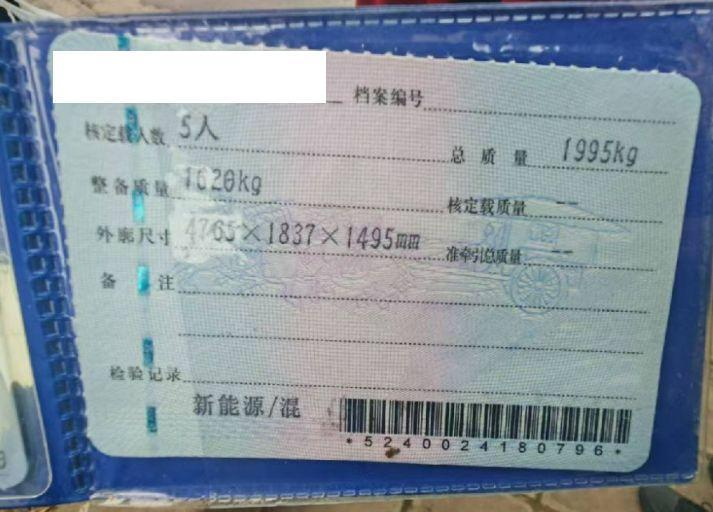 档案编号
核定载人数 5人 总质量 1995kg
整备质量 1620kg 核定载质量 --
外廓尺寸 4765×1837×1495mm 准牵引总质量 --
备注
检验记录
新能源/混
*5240024180796*